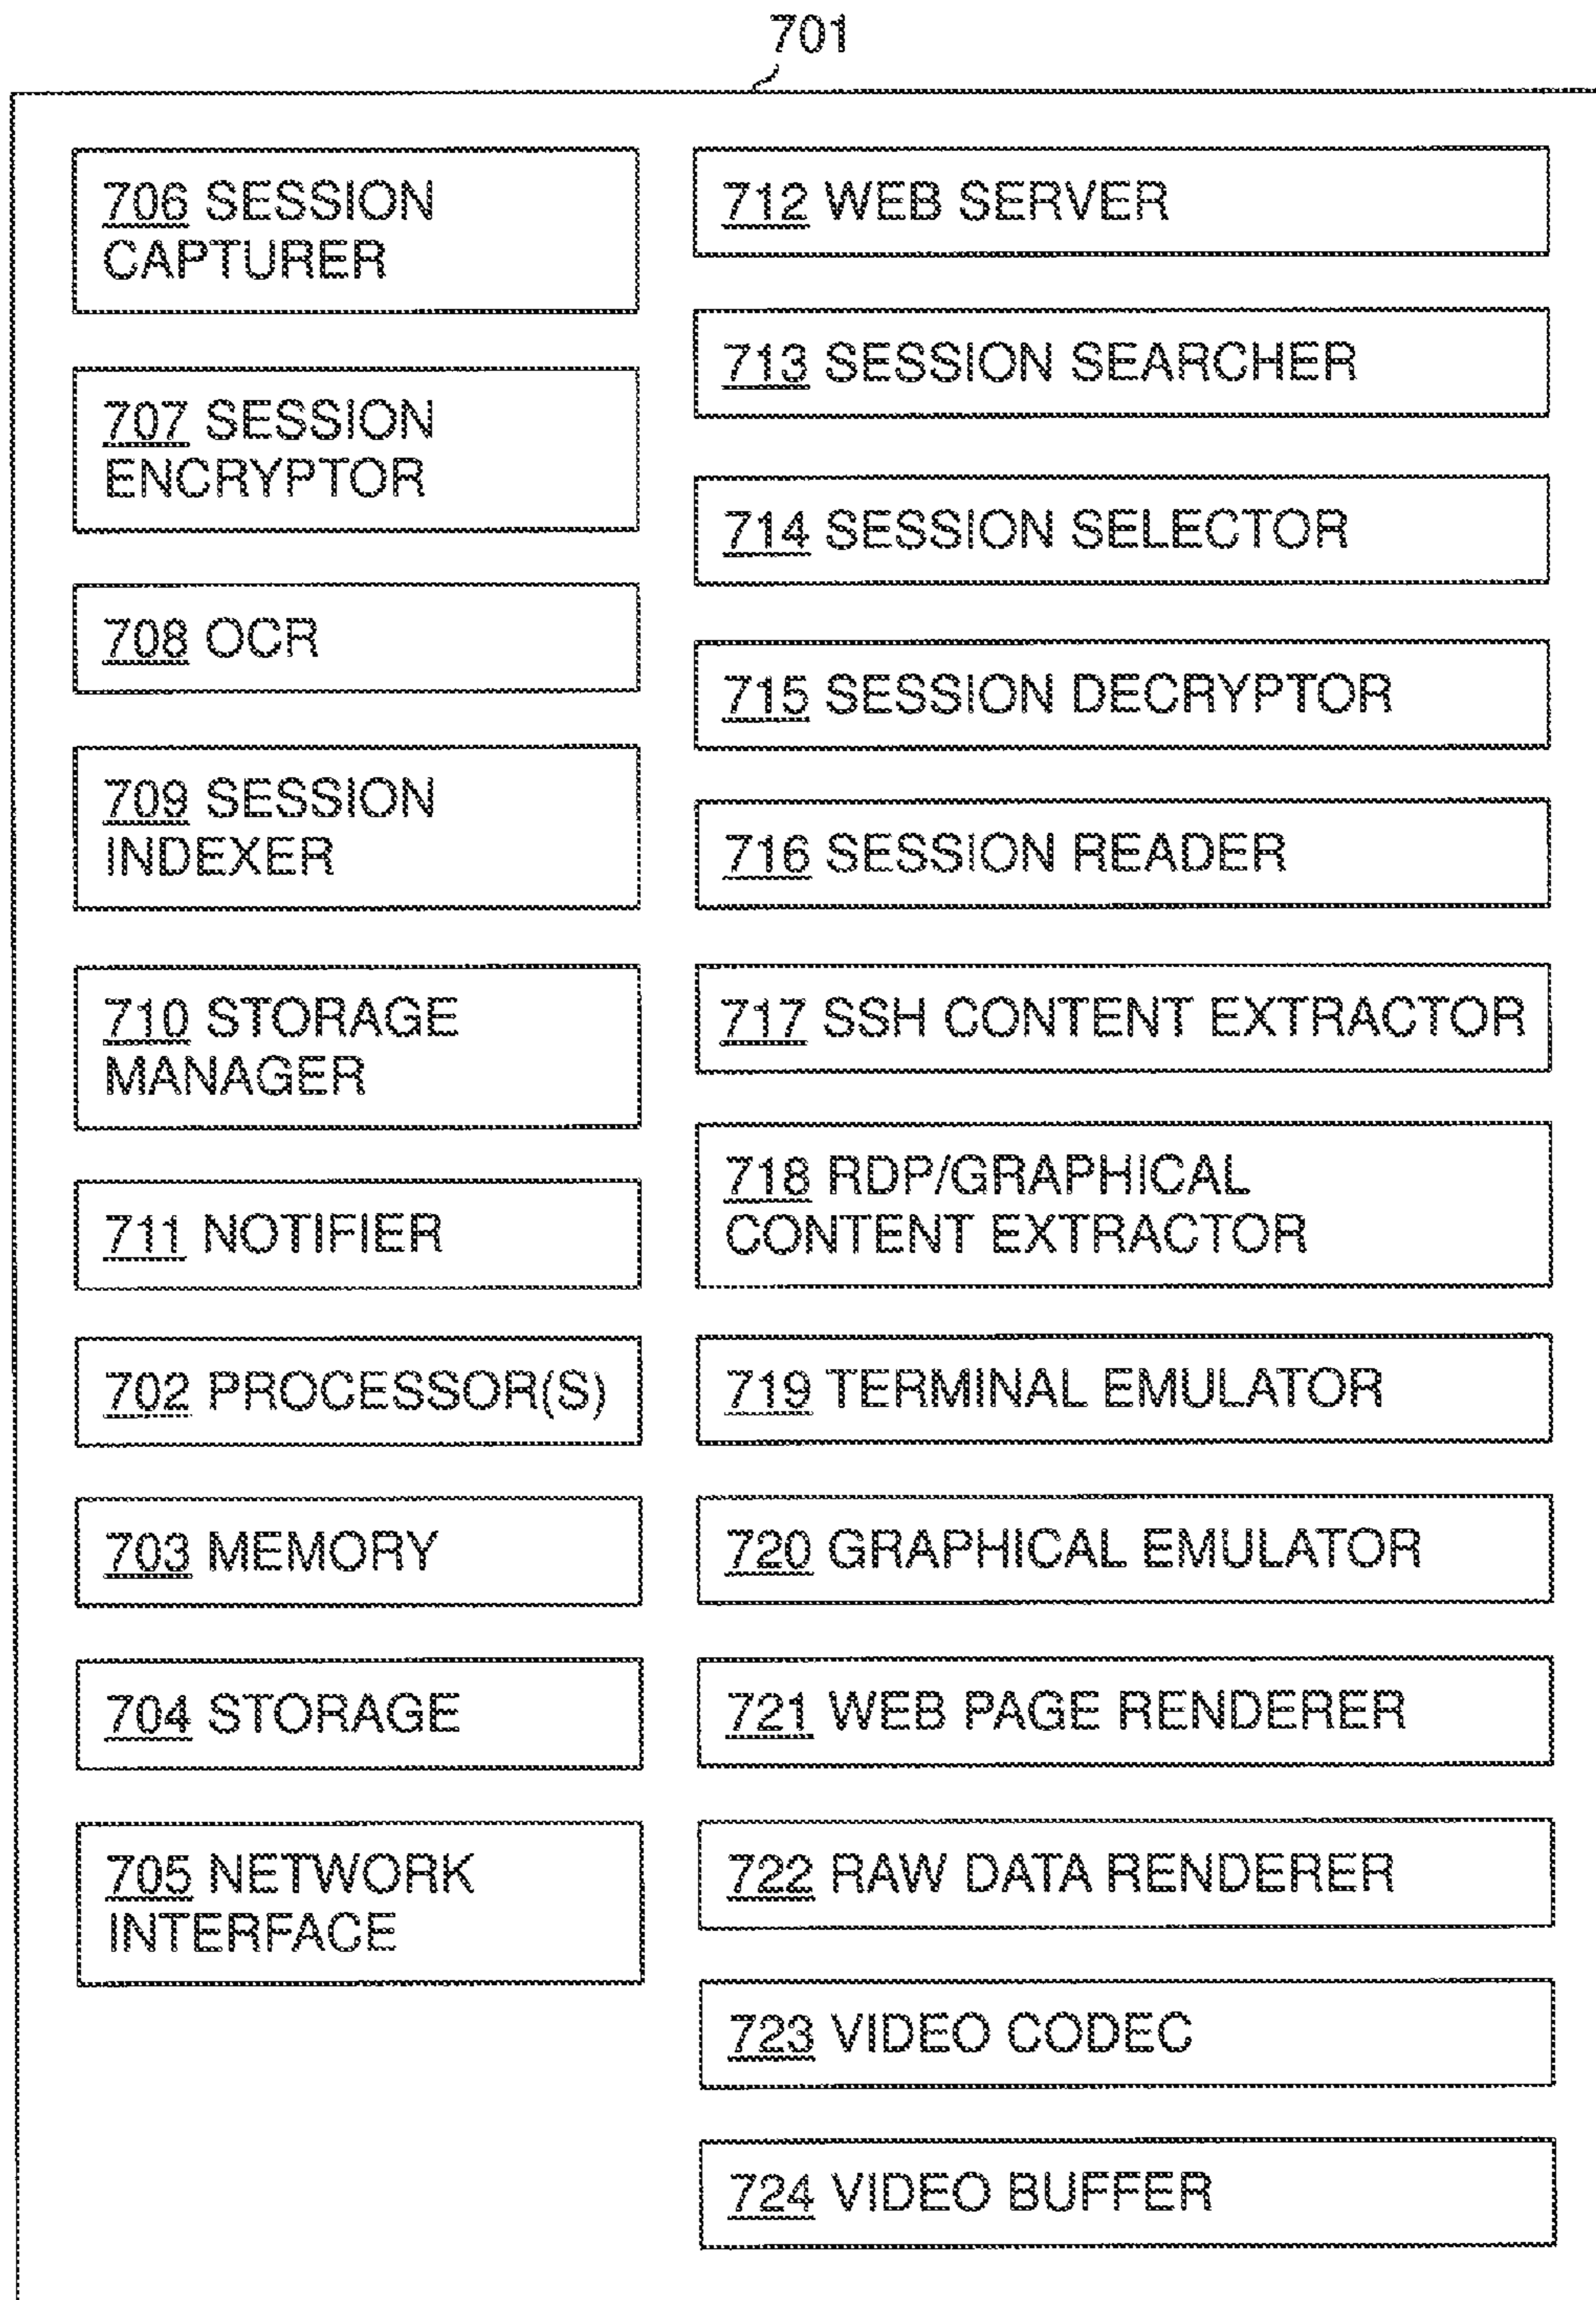 701
706 SESSION
CAPTURER
707 SESSION
ENCRYPTOR
708 OCR
709 SESSION
INDEXER
710 STORAGE
MANAGER
711 NOTIFIER
702 PROCESSOR(S)
703 MEMORY
704 STORAGE
705 NETWORK
INTERFACE
712 WEB SERVER
713 SESSION SEARCHER
714 SESSION SELECTOR
715 SESSION DECRYPTOR
716 SESSION READER
717 SSH CONTENT EXTRACTOR
718 RDP/GRAPHICAL
CONTENT EXTRACTOR
719 TERMINAL EMULATOR
720 GRAPHICAL EMULATOR
721 WEB PAGE RENDERER
722 RAW DATA RENDERER
723 VIDEO CODEC
724 VIDEO BUFFER